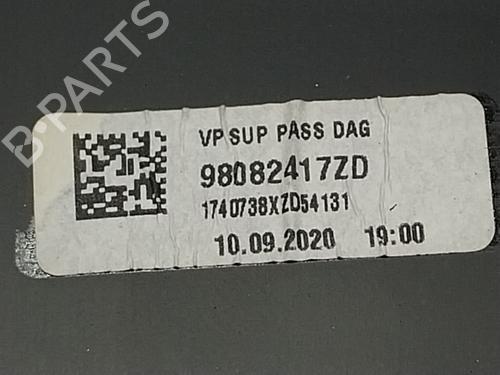 VP SUP PASS DAG
98082417ZD
1740738XZD54131
10.09.2020 19:00
B-PARTS